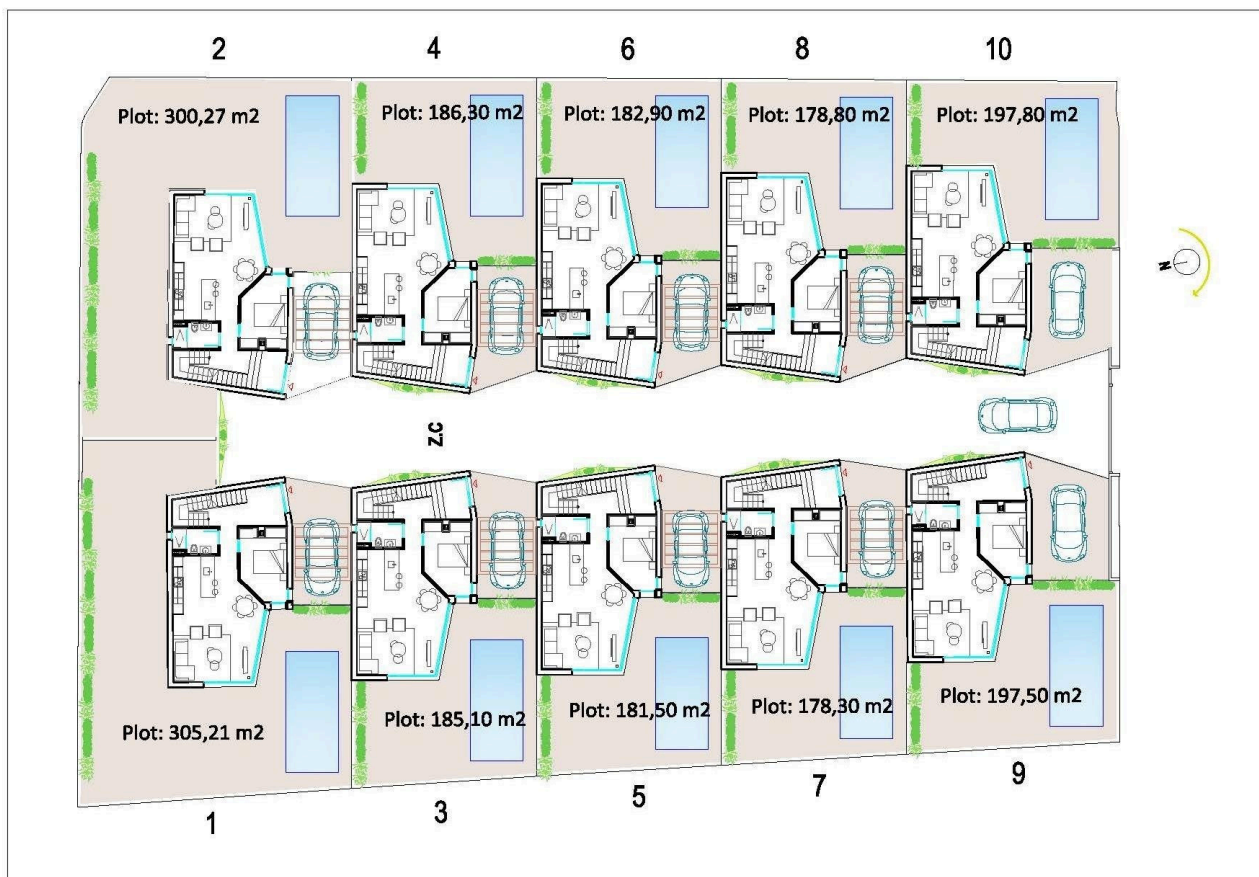 2
4
6
8
10
Plot: 300,27 m2
Plot: 186,30 m2
Plot: 182,90 m2
Plot: 178,80 m2
Plot: 197,80 m2
N
z.c
Plot: 305,21 m2
Plot: 185,10 m2
Plot: 181,50 m2
Plot: 178,30 m2
Plot: 197,50 m2
1
3
5
7
9